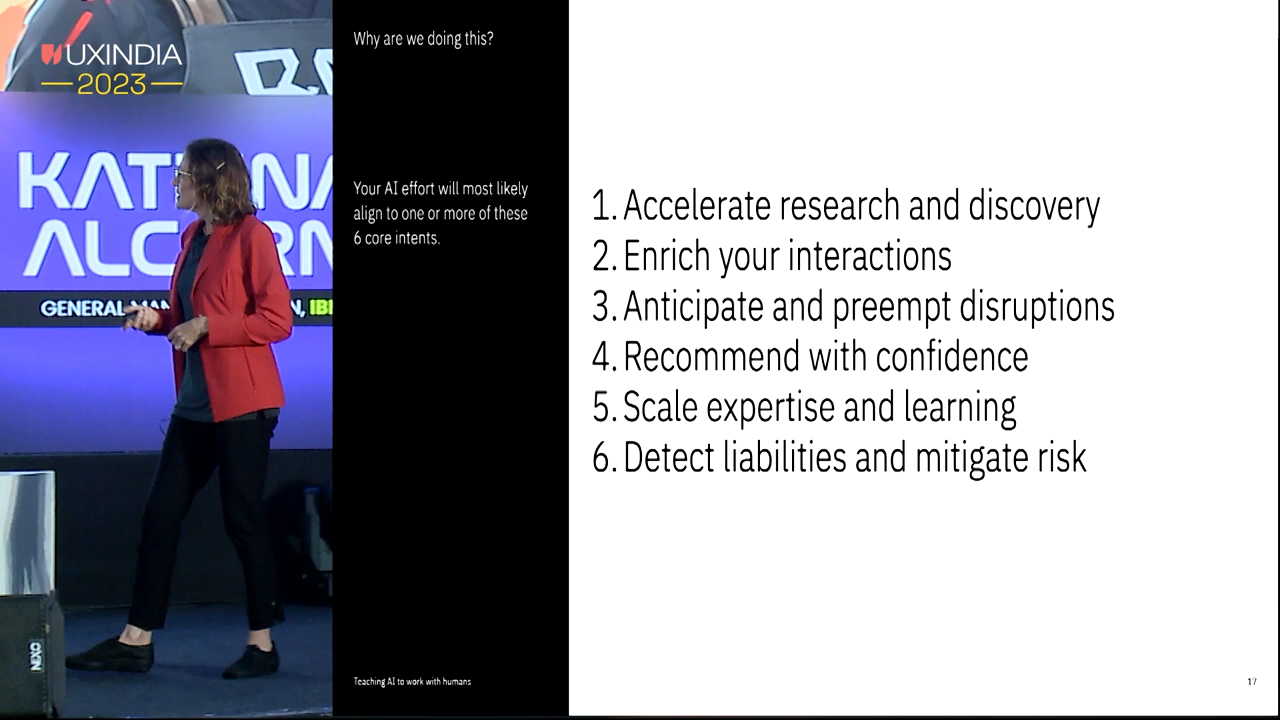 UXINDIA
2023
GENERAL
IB
NEXO
Why are we doing this?
Your AI effort will most likely
align to one or more of these
6 core intents.
1. Accelerate research and discovery
2. Enrich your interactions
3. Anticipate and preempt disruptions
4. Recommend with confidence
5. Scale expertise and learning
6. Detect liabilities and mitigate risk
Teaching AI to work with humans
17